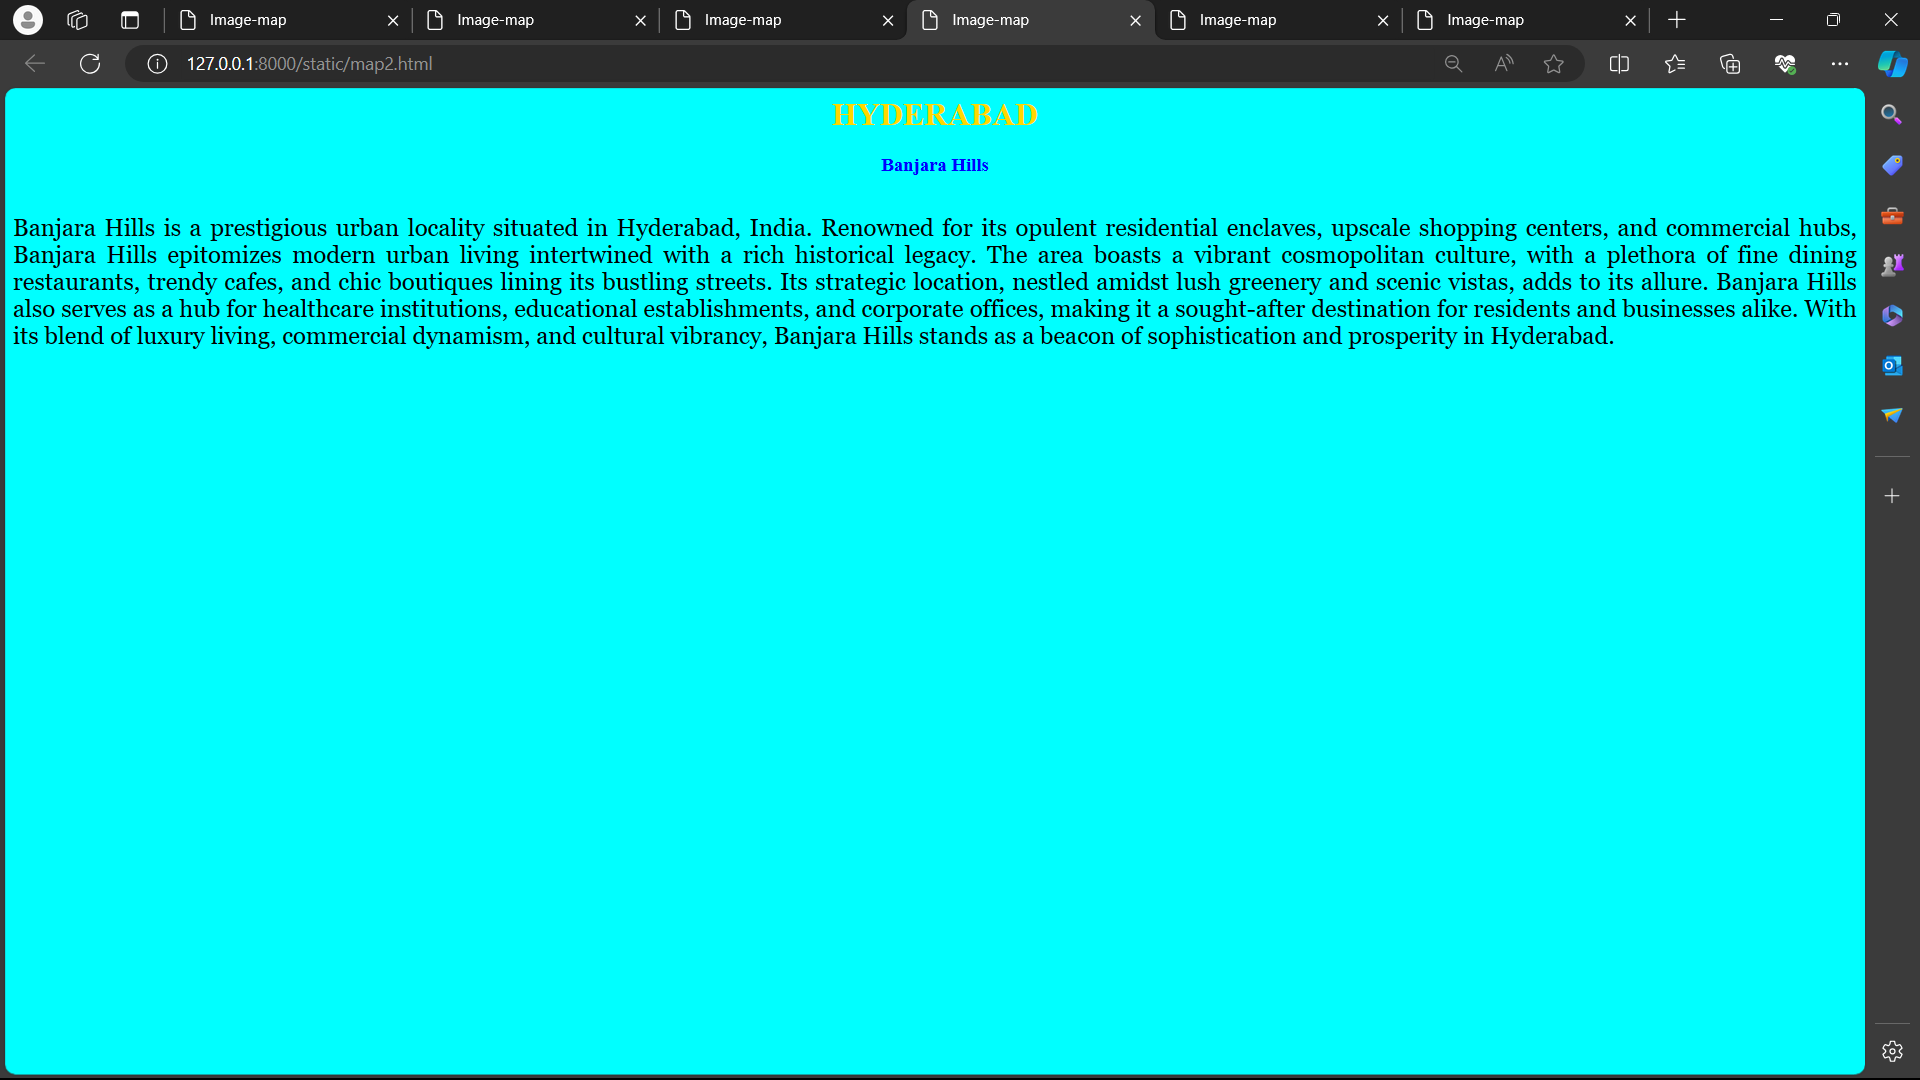 Image-map
Image-map
Image-map
Image-map
Image-map
Image-map
127.0.0.1:8000/static/map2.html
HYDERABAD
Banjara Hills
Banjara Hills is a prestigious urban locality situated in Hyderabad, India. Renowned for its opulent residential enclaves, upscale shopping centers, and commercial hubs,
Banjara Hills epitomizes modern urban living intertwined with a rich historical legacy. The area boasts a vibrant cosmopolitan culture, with a plethora of fine dining
restaurants, trendy cafes, and chic boutiques lining its bustling streets. Its strategic location, nestled amidst lush greenery and scenic vistas, adds to its allure. Banjara Hills
also serves as a hub for healthcare institutions, educational establishments, and corporate offices, making it a sought-after destination for residents and businesses alike. With
its blend of luxury living, commercial dynamism, and cultural vibrancy, Banjara Hills stands as a beacon of sophistication and prosperity in Hyderabad.